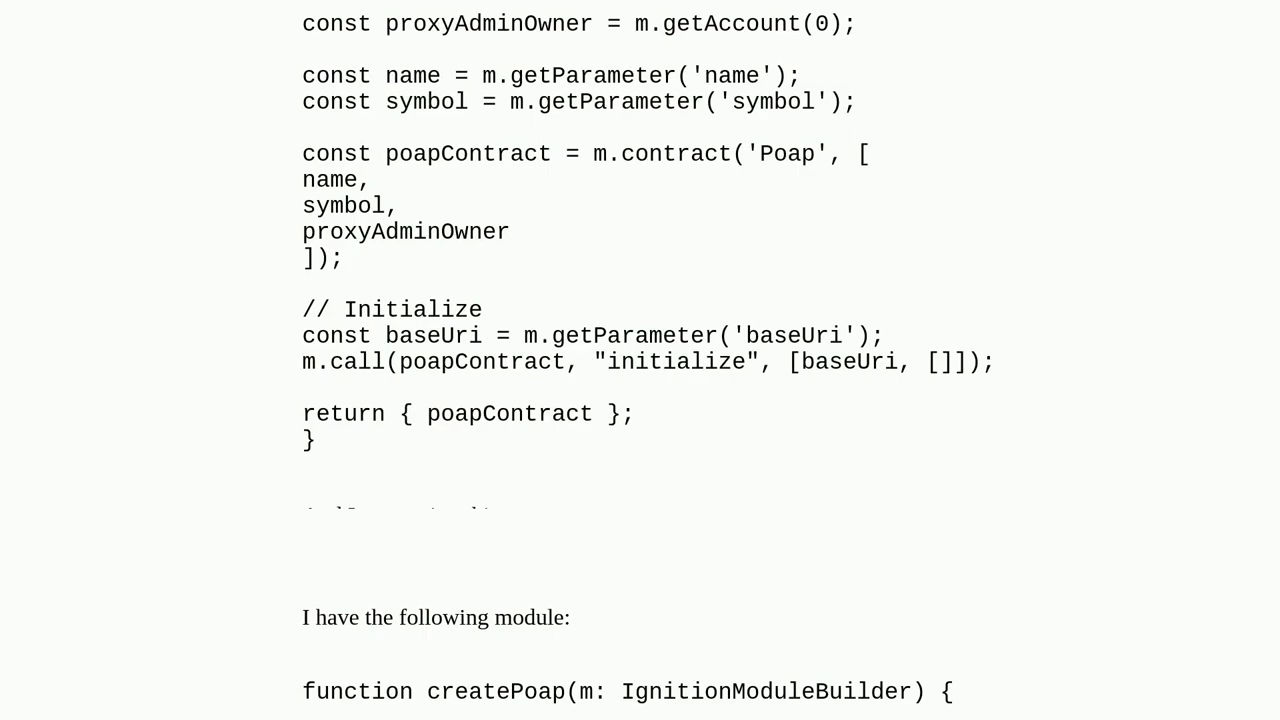 const proxyAdminOwner = m.getAccount(0);
const name = m.getParameter('name');
const symbol = m.getParameter('symbol');
const poapContract = m.contract('Poap', [
name,
symbol,
proxyAdminOwner
]);
// Initialize
const baseUri = m.getParameter('baseUri');
m.call(poapContract, "initialize", [baseUri, []]);
return { poapContract };
}
I have the following module:
function createPoap(m: IgnitionModuleBuilder) {